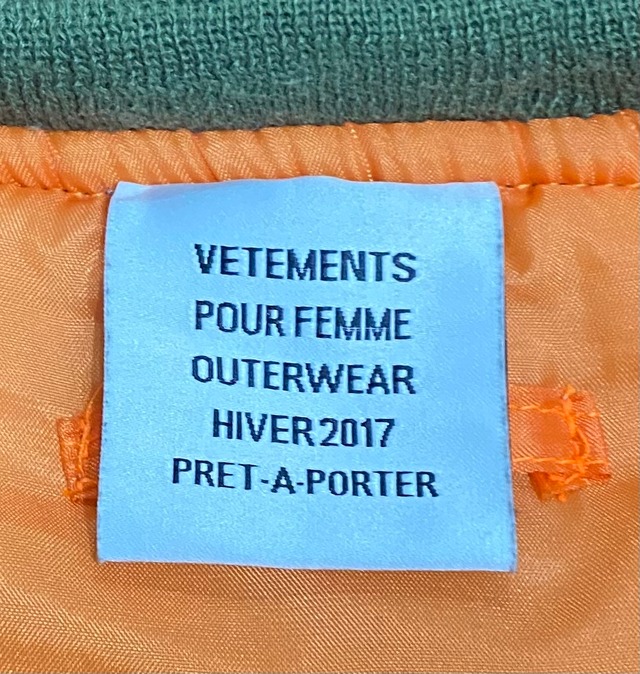 VETEMENTS
POUR FEMME
OUTERWEAR
HIVER 2017
PRET-A-PORTER